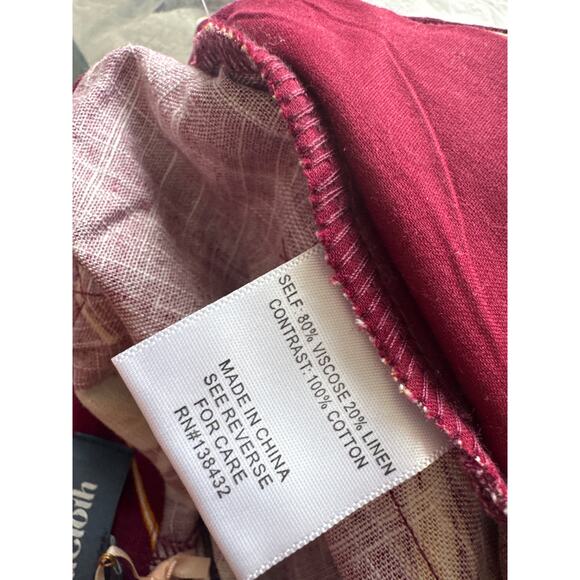 SELF: 80% VISCOSE 20% LINEN
CONTRAST: 100% COTTON
MADE IN CHINA
SEE REVERSE
FOR CARE
RN#138432